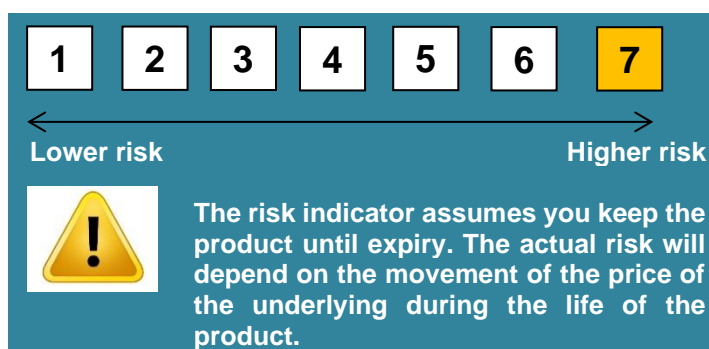 1 2 3 4 5 6 7
Lower risk Higher risk
!
The risk indicator assumes you keep the
product until expiry. The actual risk will
depend on the movement of the price of
the underlying during the life of the
product.